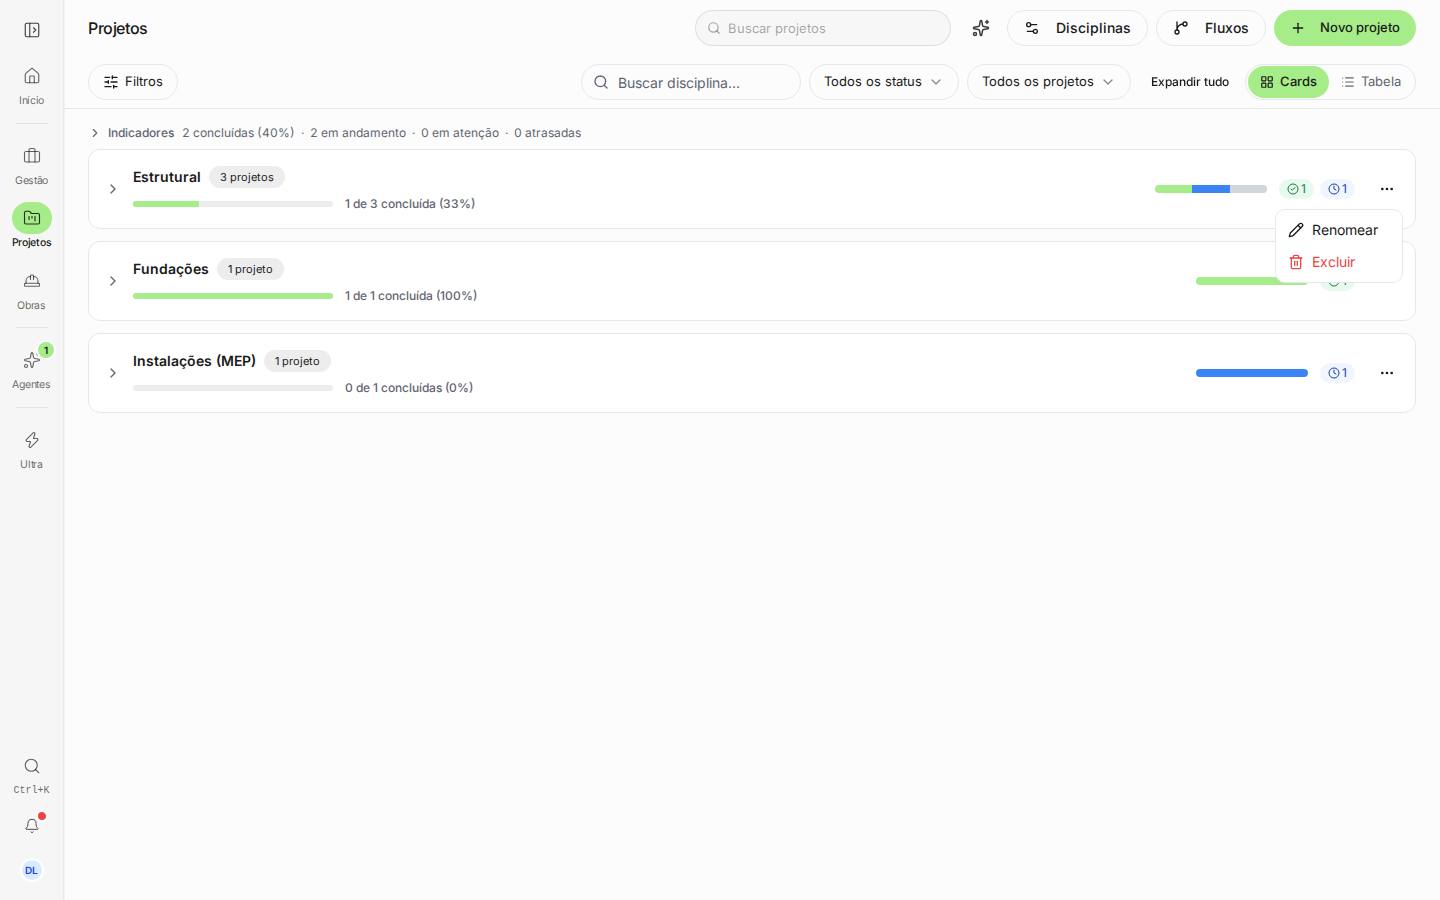 Projetos
Buscar projetos
Disciplinas
Fluxos
Novo projeto
Filtros
Buscar disciplina...
Todos os status
Todos os projetos
Expandir tudo
Cards
Tabela
Início
Gestão
Projetos
Obras
1
Agentes
Ultra
Ctrl+K
DL
Indicadores 2 concluídas (40%) · 2 em andamento · 0 em atenção · 0 atrasadas
Estrutural 3 projetos
1 de 3 concluída (33%)
1 1
Renomear
Excluir
Fundações 1 projeto
1 de 1 concluída (100%)
Instalações (MEP) 1 projeto
0 de 1 concluídas (0%)
1